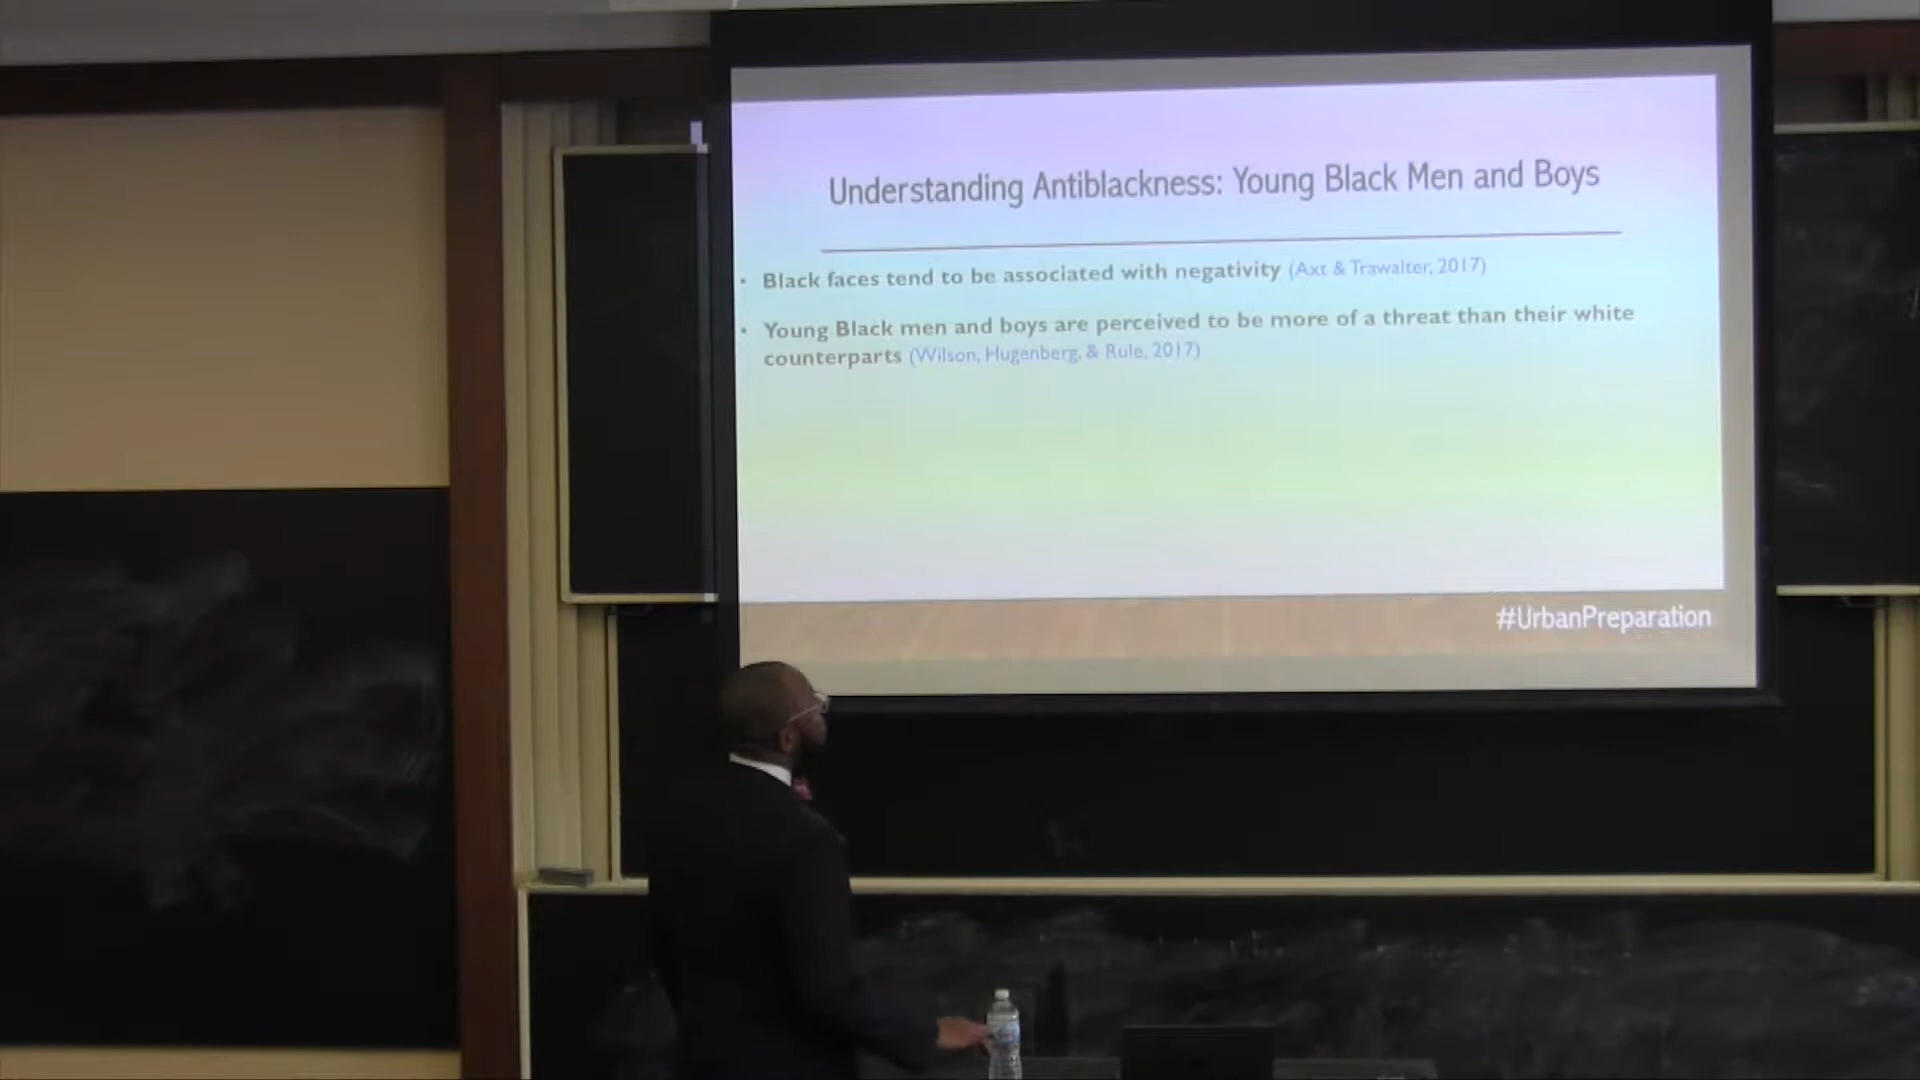 Understanding Antiblackness: Young Black Men and Boys
• Black faces tend to be associated with negativity (Axt & Trawalter, 2017)
• Young Black men and boys are perceived to be more of a threat than their white
counterparts (Wilson, Hugenberg, & Rule, 2017)
#UrbanPreparation